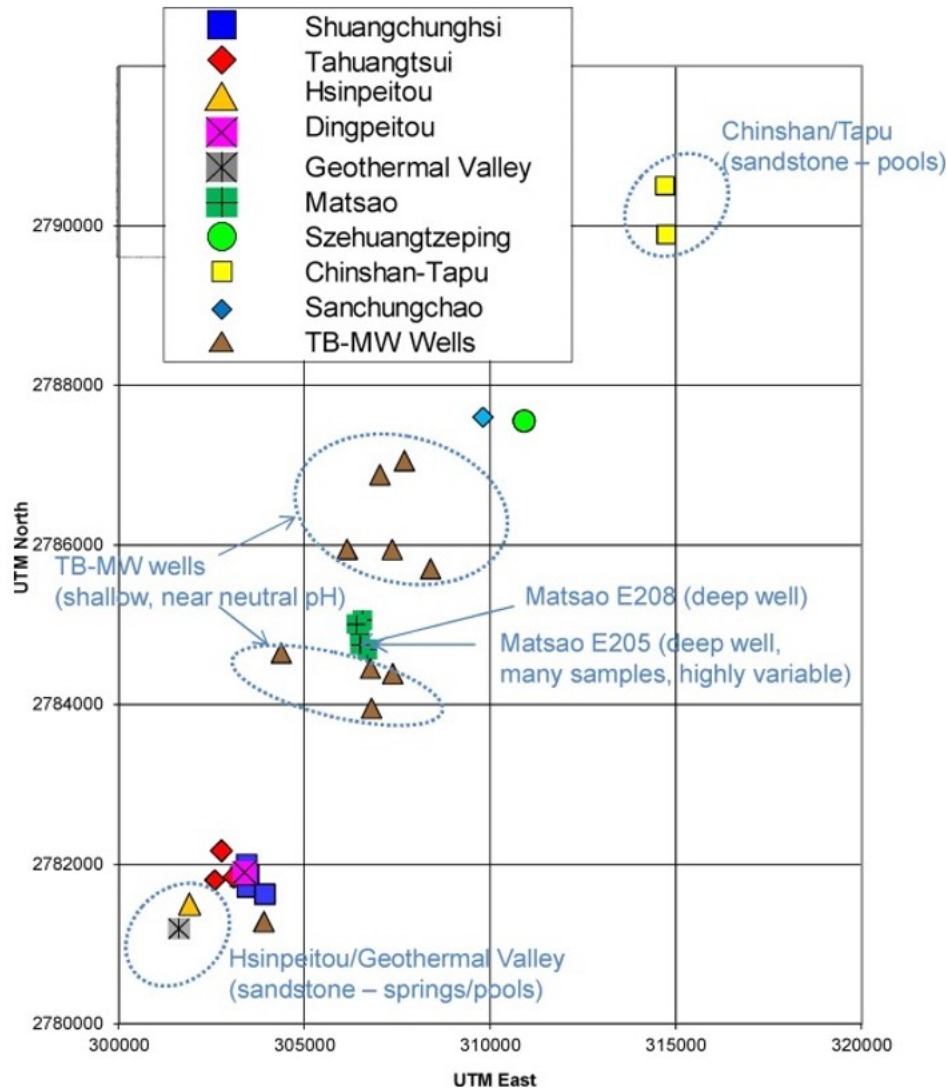 Shuangchunghsi
Tahuangtsui
Hsinpeitou
Dingpeitou
Geothermal Valley
Matsao
Szehuangtzeping
Chinshan-Tapu
Sanchungchao
TB-MW Wells
Chinshan/Tapu
(sandstone – pools)
2790000
2788000
2786000
2784000
2782000
2780000
UTM North
TB-MW wells
(shallow, near neutral pH)
Matsao E208 (deep well)
Matsao E205 (deep well,
many samples, highly variable)
Hsinpeitou/Geothermal Valley
(sandstone – springs/pools)
300000
305000
310000
315000
320000
UTM East